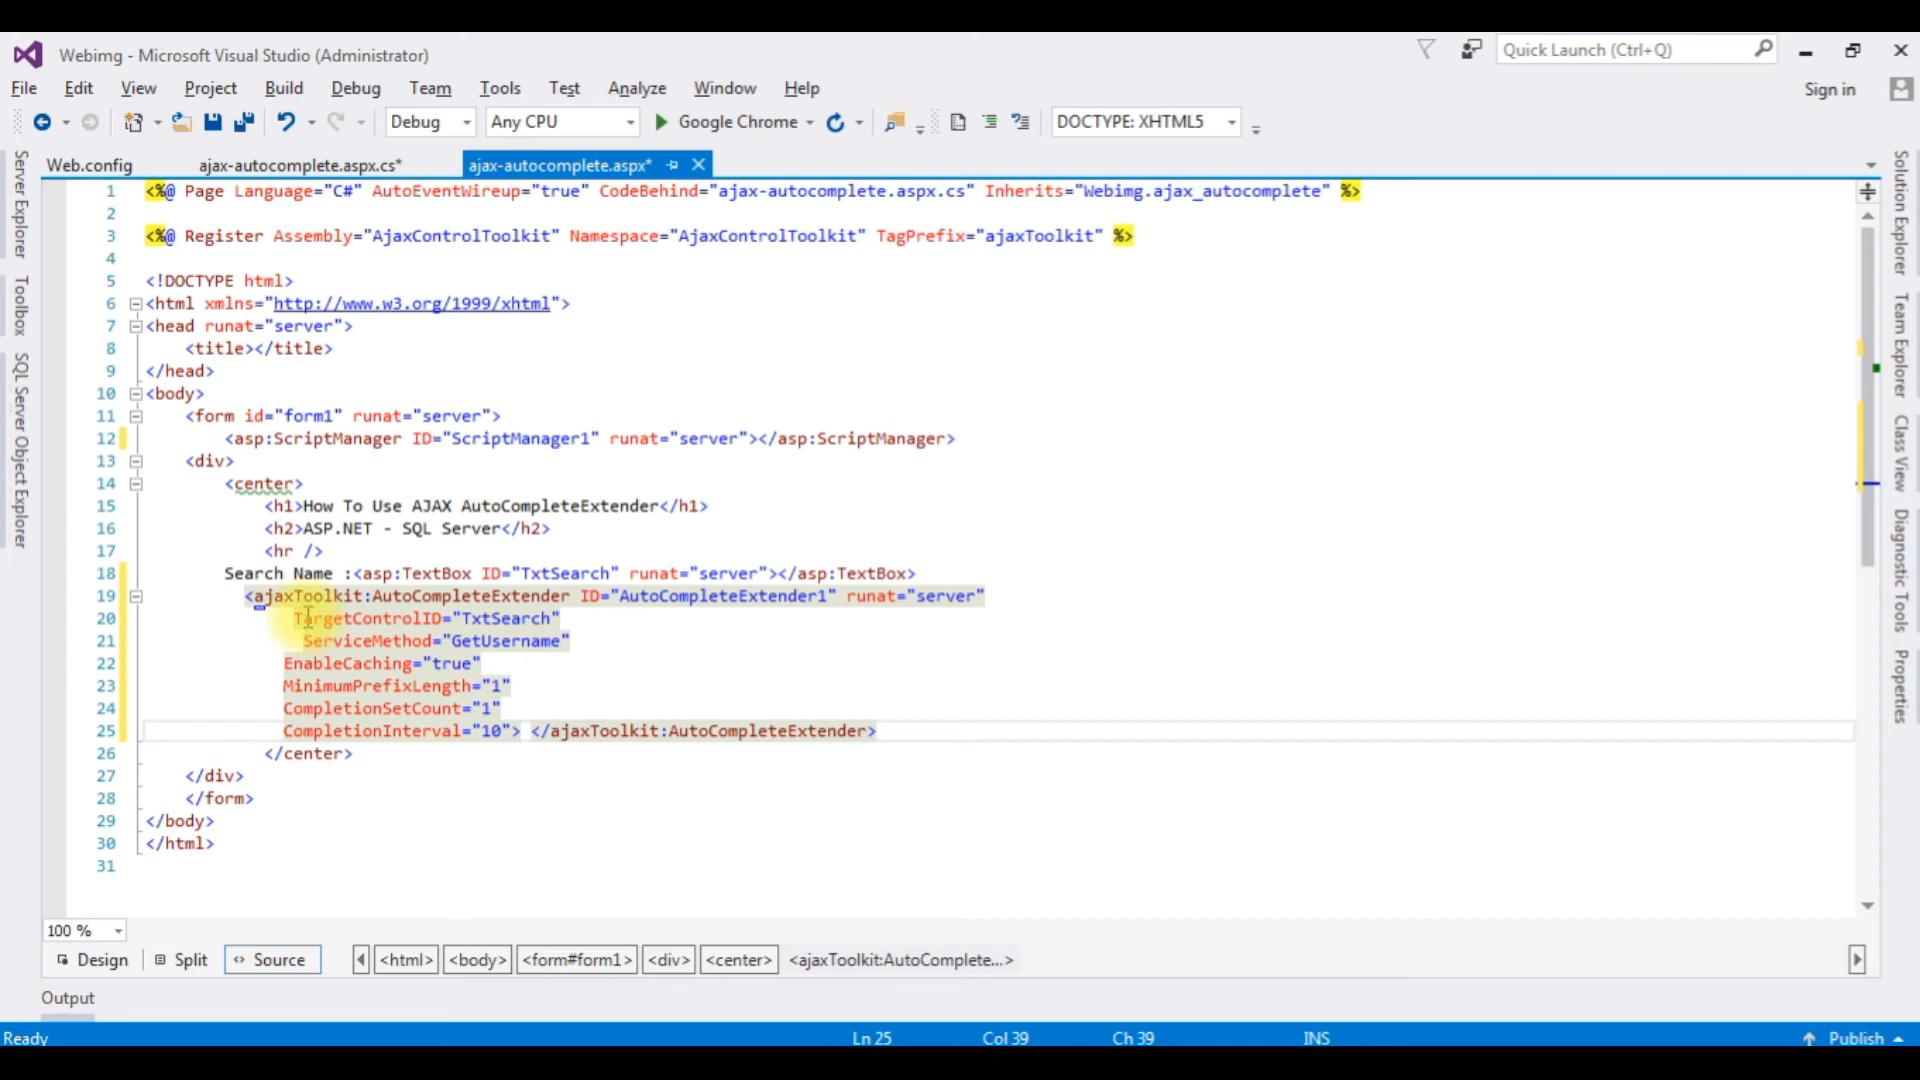 Webimg - Microsoft Visual Studio (Administrator)
Quick Launch (Ctrl+Q)
File Edit View Project Build Debug Team Tools Test Analyze Window Help
Sign in
Debug Any CPU Google Chrome DOCTYPE: XHTML5
Web.config ajax-autocomplete.aspx.cs* ajax-autocomplete.aspx*
Server Explorer
Toolbox
SQL Server Object Explorer
1 <%@ Page Language="C#" AutoEventWireup="true" CodeBehind="ajax-autocomplete.aspx.cs" Inherits="Webimg.ajax_autocomplete" %>
2
3 <%@ Register Assembly="AjaxControlToolkit" Namespace="AjaxControlToolkit" TagPrefix="ajaxToolkit" %>
4
5 <!DOCTYPE html>
6 <html xmlns="http://www.w3.org/1999/xhtml">
7 <head runat="server">
8 <title></title>
9 </head>
10 <body>
11 <form id="form1" runat="server">
12 <asp:ScriptManager ID="ScriptManager1" runat="server"></asp:ScriptManager>
13 <div>
14 <center>
15 <h1>How To Use AJAX AutoCompleteExtender</h1>
16 <h2>ASP.NET - SQL Server</h2>
17 <hr />
18 Search Name :<asp:TextBox ID="TxtSearch" runat="server"></asp:TextBox>
19 <ajaxToolkit:AutoCompleteExtender ID="AutoCompleteExtender1" runat="server"
20 TargetControlID="TxtSearch"
21 ServiceMethod="GetUsername"
22 EnableCaching="true"
23 MinimumPrefixLength="1"
24 CompletionSetCount="1"
25 CompletionInterval="10"> </ajaxToolkit:AutoCompleteExtender>
26 </center>
27 </div>
28 </form>
29 </body>
30 </html>
31
Solution Explorer
Team Explorer
Class View
Diagnostic Tools
Properties
100 %
Design Split Source <html> <body> <form#form1> <div> <center> <ajaxToolkit:AutoComplete...>
Output
Ready Ln 25 Col 39 Ch 39 INS Publish